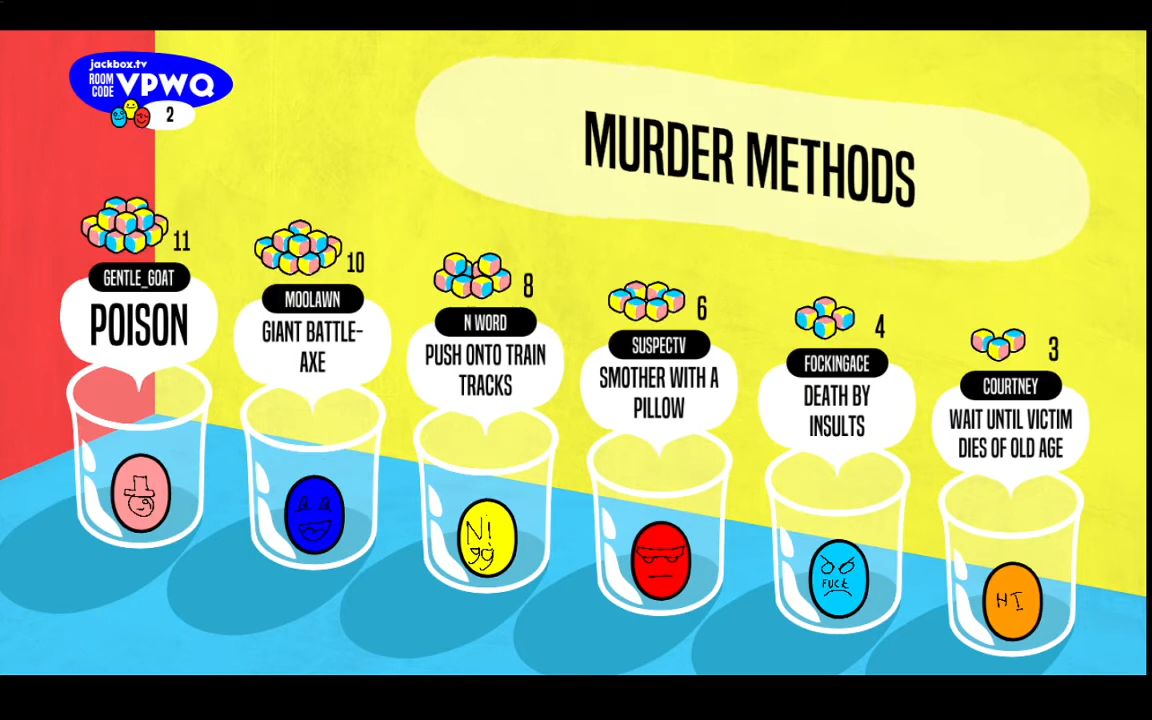 jackbox.tv
ROOM
CODE
VPWQ
2
MURDER METHODS
11
GENTLE_GOAT
POISON
10
MOOLAWN
GIANT BATTLE-
AXE
8
N WORD
PUSH ONTO TRAIN
TRACKS
6
SUSPECTV
SMOTHER WITH A
PILLOW
4
FOCKINGACE
DEATH BY
INSULTS
3
COURTNEY
WAIT UNTIL VICTIM
DIES OF OLD AGE
Ni
gg
FUCK
HI